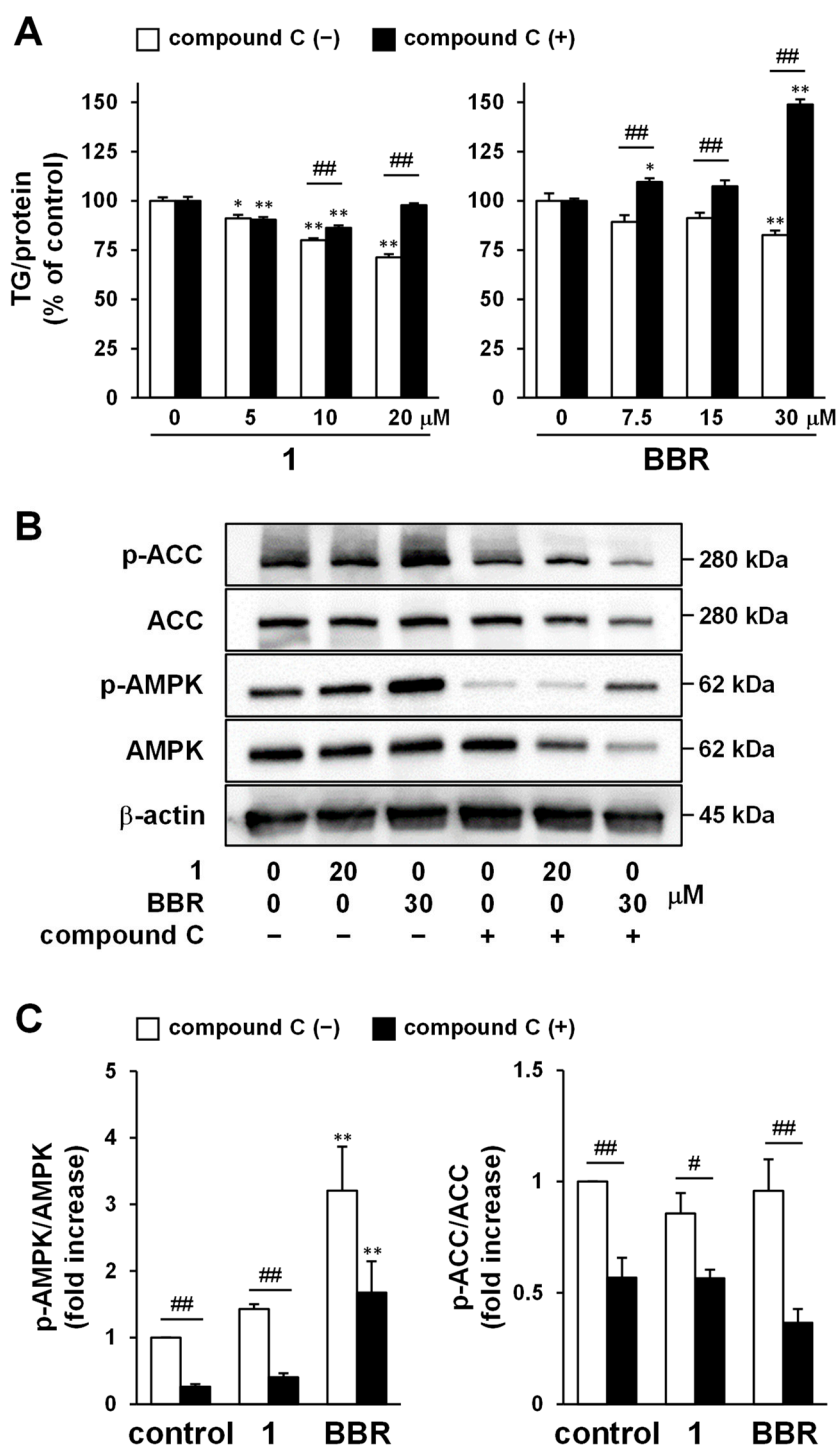 A
compound C (−) compound C (+)
TG/protein
(% of control)
150
125
100
75
50
25
0
* ** ** ** ## ** ##
0 5 10 20 μM
1
150
125
100
75
50
25
0
## * ## ## ** **
0 7.5 15 30 μM
BBR
B
p-ACC 280 kDa
ACC 280 kDa
p-AMPK 62 kDa
AMPK 62 kDa
β-actin 45 kDa
1 0 20 0 0 20 0
BBR 0 0 30 0 0 30 μM
compound C − − − + + +
C
compound C (−) compound C (+)
p-AMPK/AMPK
(fold increase)
5
4
3
2
1
0
## ## ** **
control 1 BBR
p-ACC/ACC
(fold increase)
1.5
1
0.5
0
## # ##
control 1 BBR